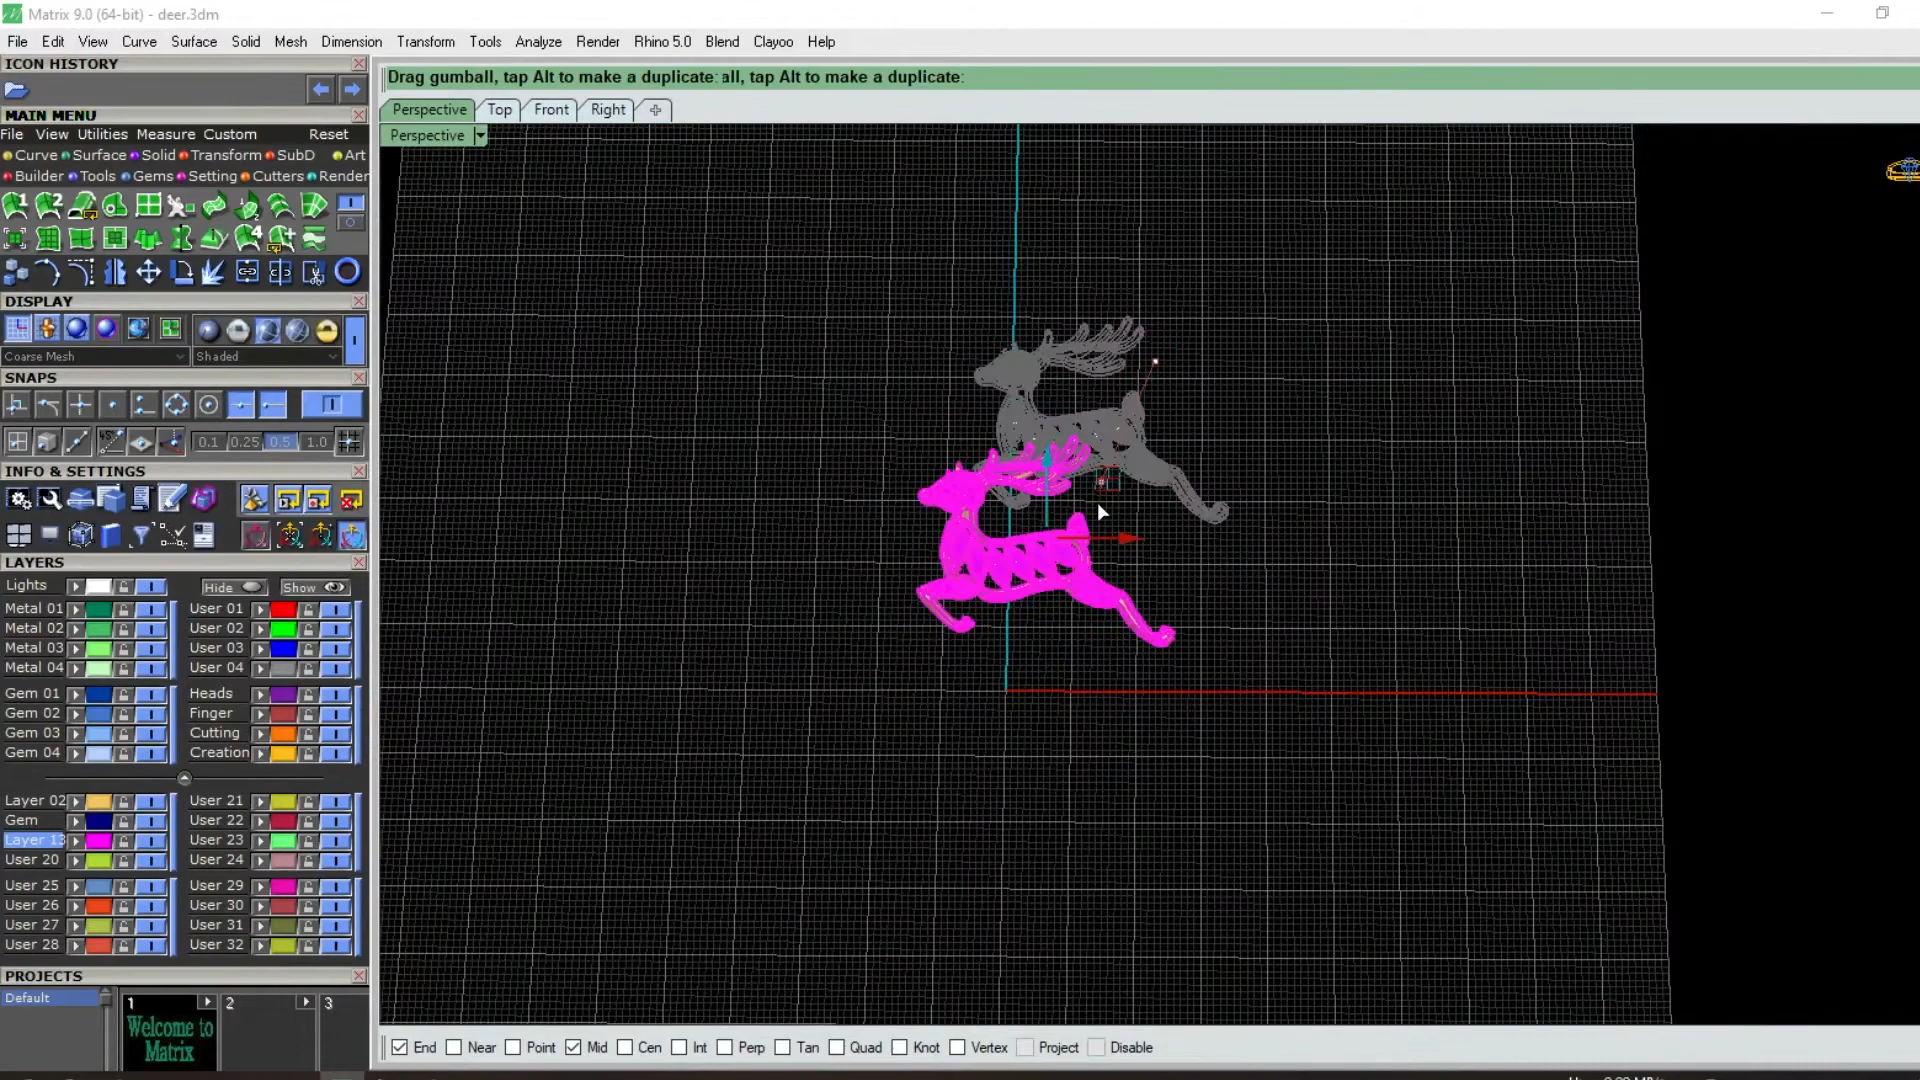 Matrix 9.0 (64-bit) - deer.3dm
File Edit View Curve Surface Solid Mesh Dimension Transform Tools Analyze Render Rhino 5.0 Blend Clayoo Help
ICON HISTORY
Drag gumball, tap Alt to make a duplicate: all, tap Alt to make a duplicate:
Perspective Top Front Right
Perspective
MAIN MENU
File View Utilities Measure Custom Reset
Curve Surface Solid Transform SubD Art
Builder Tools Gems Setting Cutters Render
DISPLAY
Coarse Mesh Shaded
SNAPS
0.1 0.25 0.5 1.0
INFO & SETTINGS
LAYERS
Lights Hide Show
Metal 01 User 01
Metal 02 User 02
Metal 03 User 03
Metal 04 User 04
Gem 01 Heads
Gem 02 Finger
Gem 03 Cutting
Gem 04 Creation
Layer 02 User 21
Gem User 22
Layer 13 User 23
User 20 User 24
User 25 User 29
User 26 User 30
User 27 User 31
User 28 User 32
PROJECTS
Default
1 2 3
Welcome to
Matrix
End Near Point Mid Cen Int Perp Tan Quad Knot Vertex Project Disable